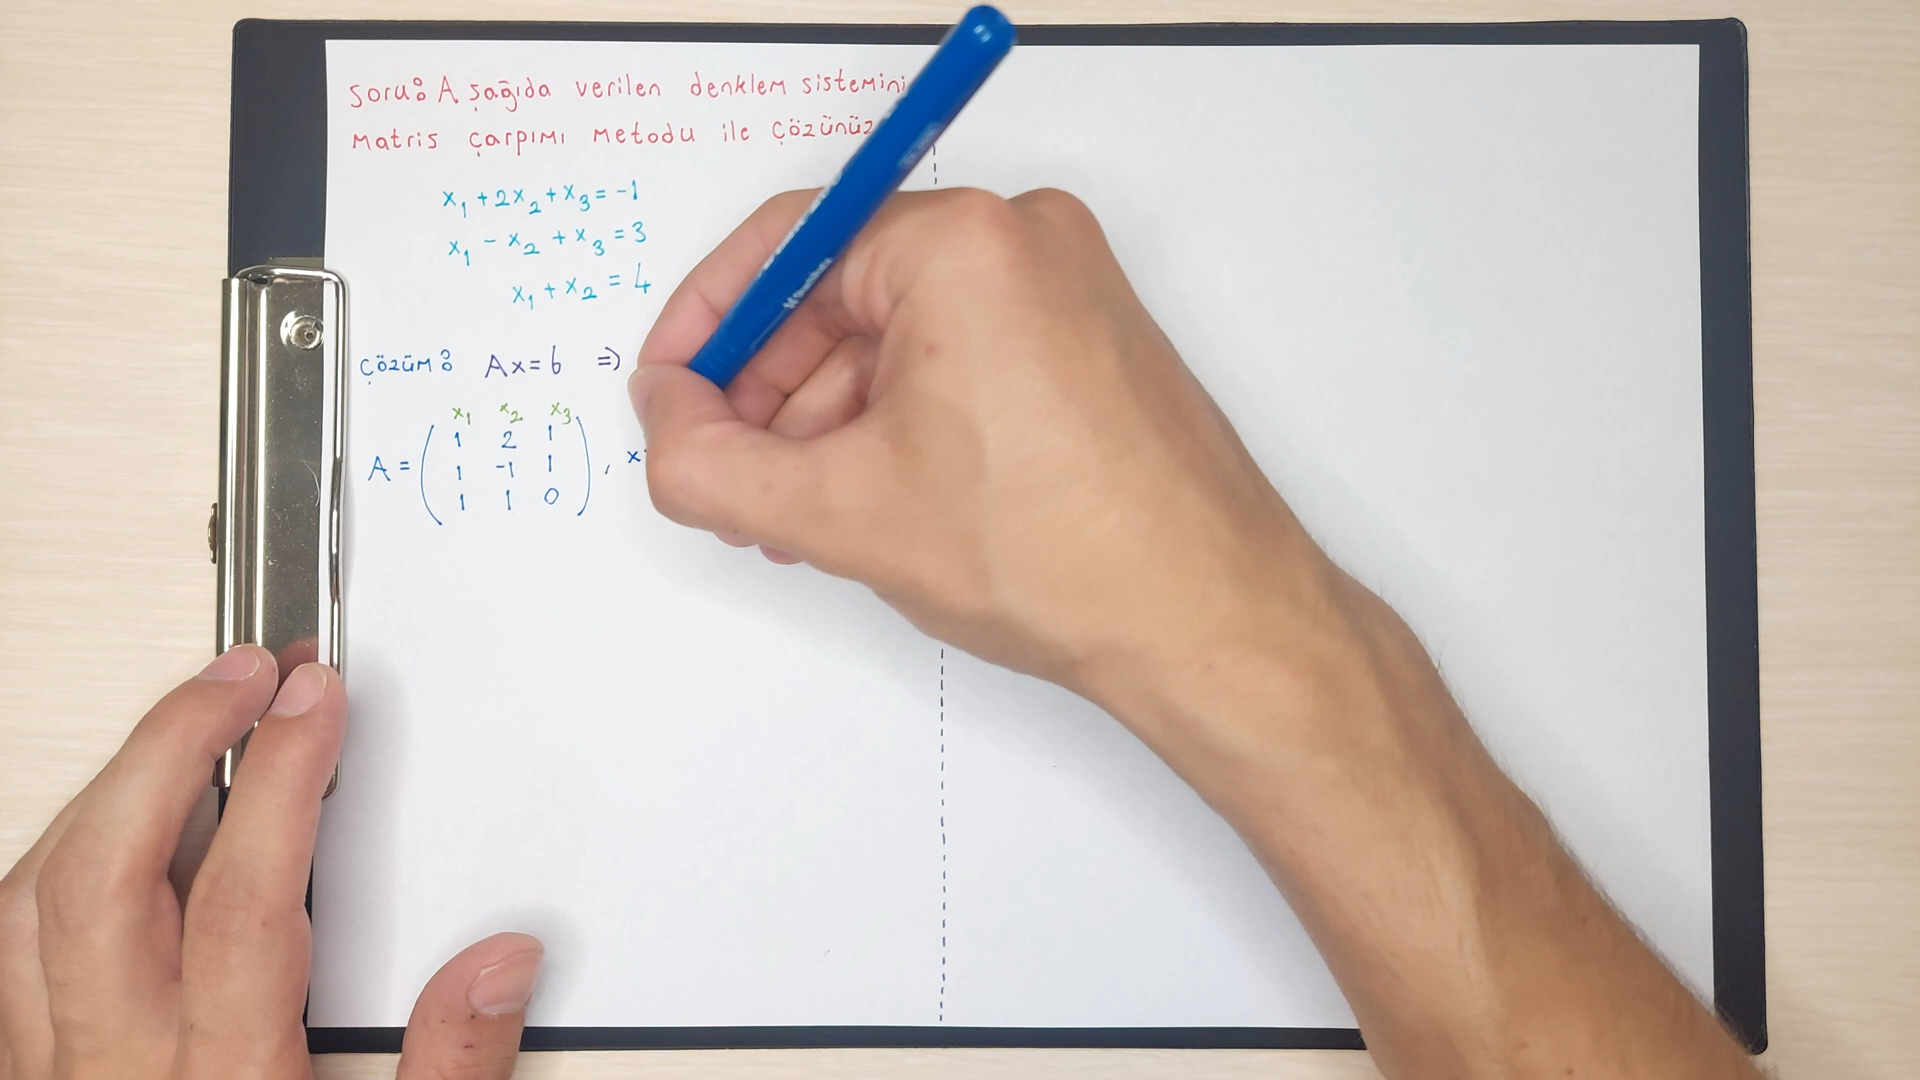 Soru: Aşağıda verilen denklem sistemini
matris çarpımı metodu ile çözünüz
x₁ + 2x₂ + x₃ = -1
x₁ - x₂ + x₃ = 3
x₁ + x₂ = 4
Çözüm: Ax = b ⇒
x₁ x₂ x₃
1 2 1
A = 1 -1 1 , x
1 1 0